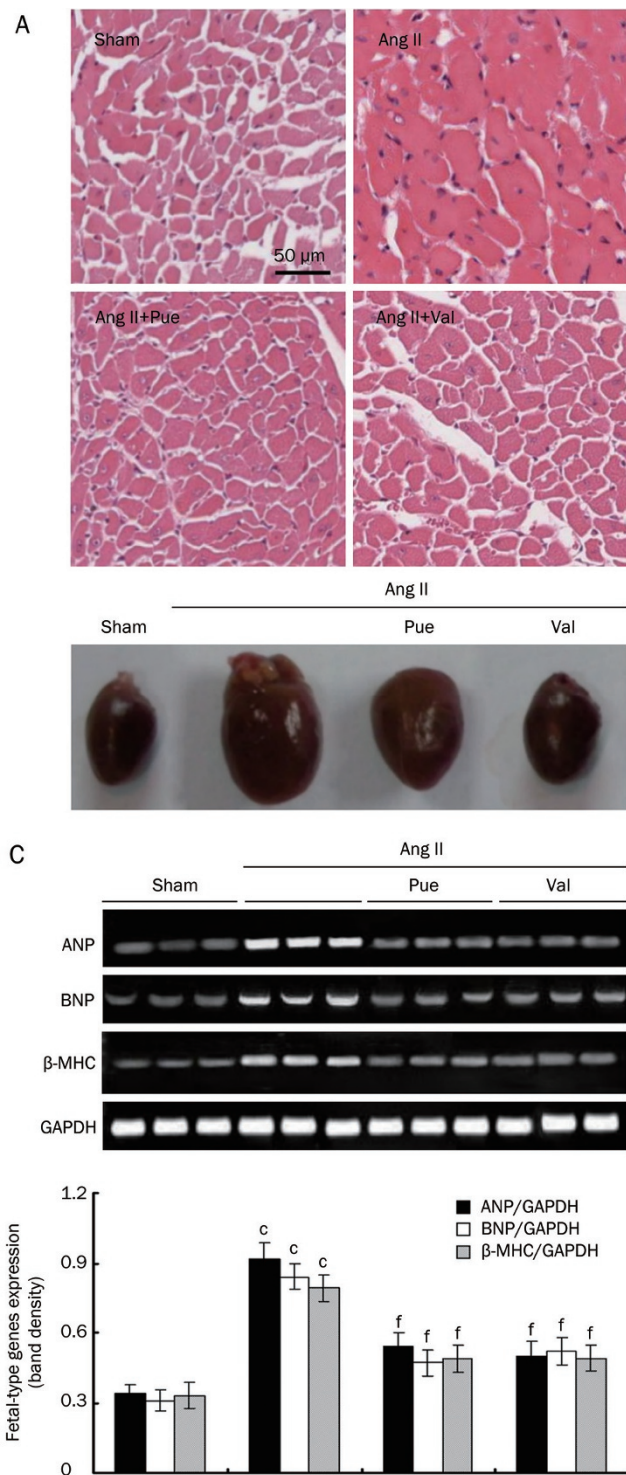 A
Sham
Ang II
50 µm
Ang II+Pue
Ang II+Val
Ang II
Sham
Pue
Val
C
Ang II
Sham
Pue
Val
ANP
BNP
β-MHC
GAPDH
1.2
0.9
0.6
0.3
0
Fetal-type genes expression
(band density)
ANP/GAPDH
BNP/GAPDH
β-MHC/GAPDH
c c c
f f f
f f f